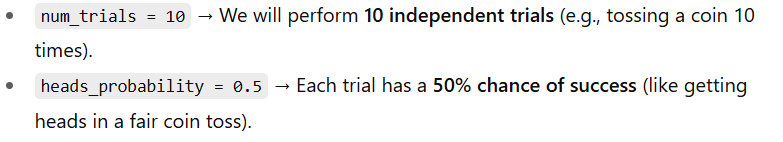 • num_trials = 10 → We will perform 10 independent trials (e.g., tossing a coin 10
times).
• heads_probability = 0.5 → Each trial has a 50% chance of success (like getting
heads in a fair coin toss).